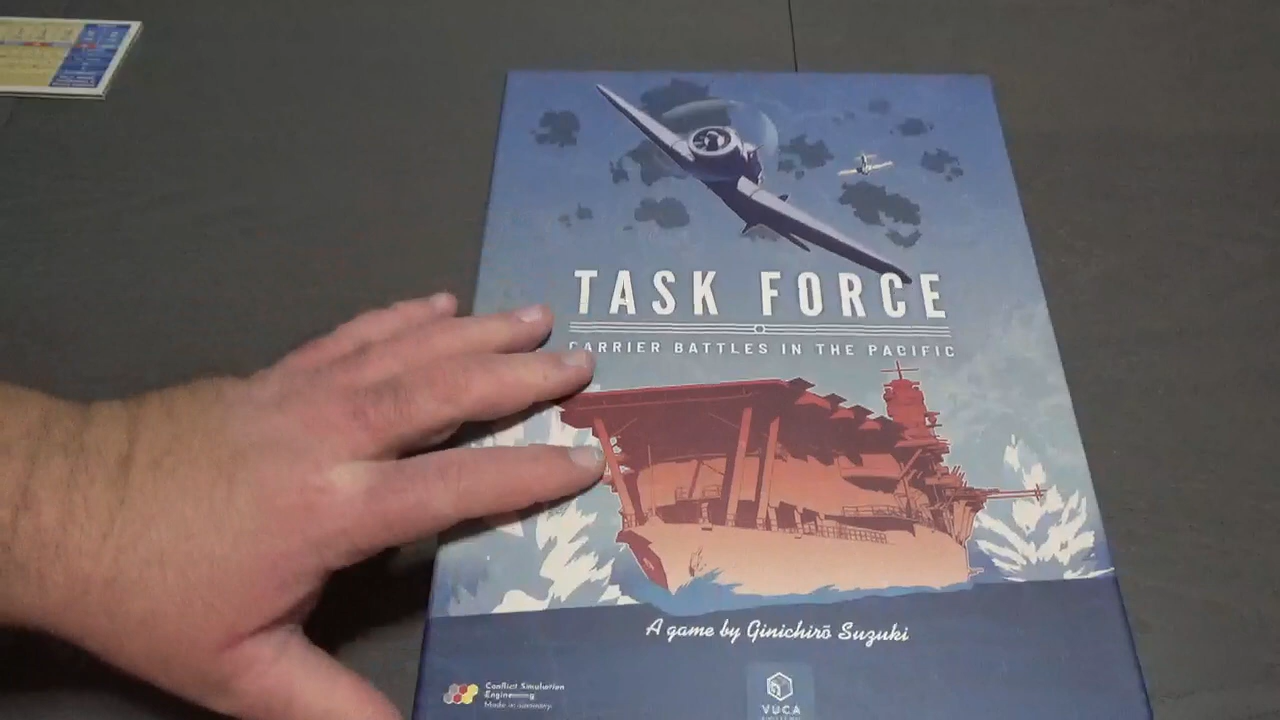 TASK FORCE
CARRIER BATTLES IN THE PACIFIC
A game by Ginichirō Suzuki
Conflict Simulation
Engineering
Made in Germany
VUCA